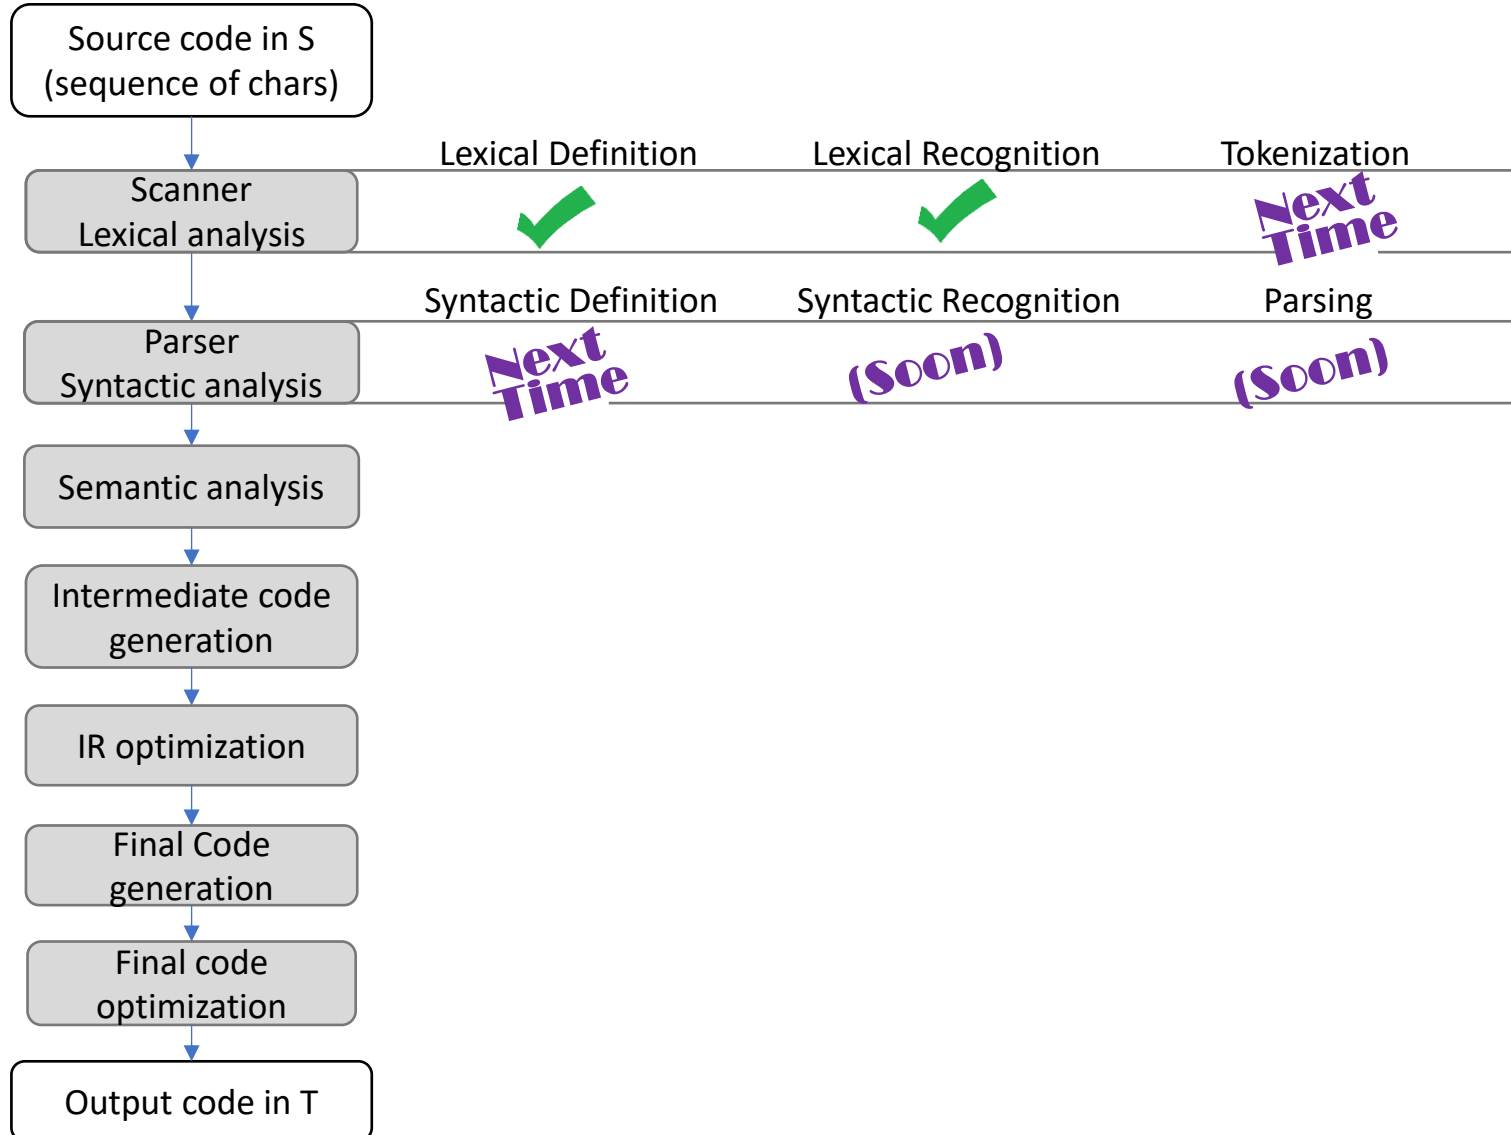 Source code in S
(sequence of chars)
Lexical Definition
Lexical Recognition
Tokenization
Scanner
Lexical analysis
Next
Time
Syntactic Definition
Syntactic Recognition
Parsing
Parser
Syntactic analysis
Next
Time
(Soon)
(Soon)
Semantic analysis
Intermediate code
generation
IR optimization
Final Code
generation
Final code
optimization
Output code in T